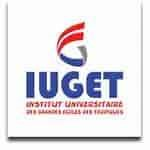 IUGET
INSTITUT UNIVERSITAIRE
DES GRANDES ECOLES DES TROPIQUES